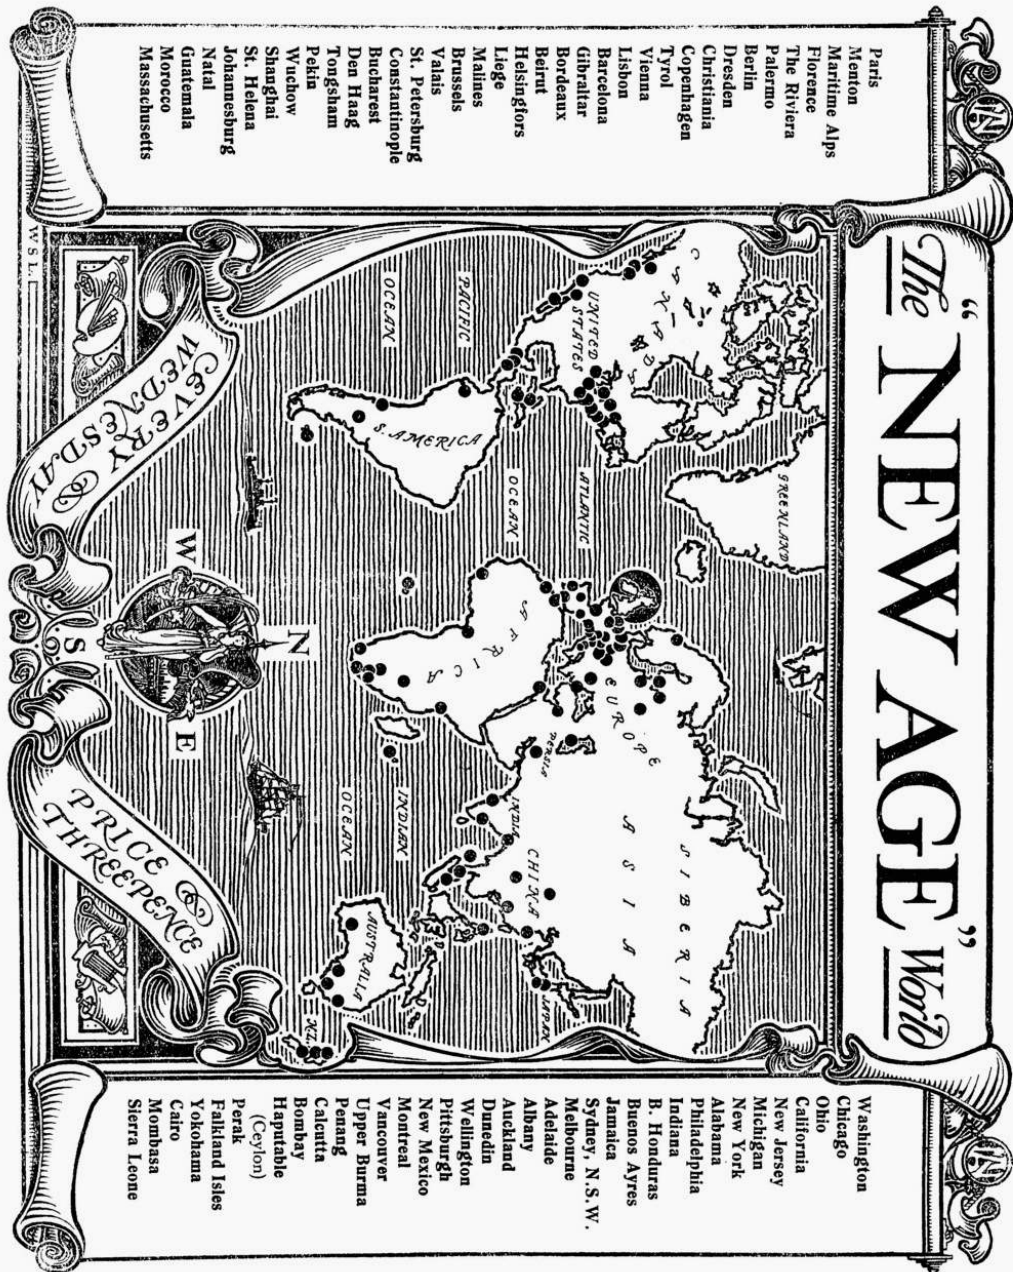 The
"NEW AGE"
World
Paris
Menton
Maritime Alps
Florence
The Riviera
Palermo
Berlin
Dresden
Christiania
Copenhagen
Tyrol
Vienna
Lisbon
Barcelona
Gibraltar
Bordeaux
Beirut
Helsingfors
Liege
Malines
Brussels
Valais
St. Petersburg
Constantinople
Bucharest
Den Haag
Tongsham
Pekin
Wuchow
Shanghai
St. Helena
Johannesburg
Natal
Guatemala
Morocco
Massachusetts
GREENLAND
CANADA
UNITED
STATES
ATLANTIC
OCEAN
PACIFIC
OCEAN
S. AMERICA
AFRICA
EUROPE
SIBERIA
ASIA
PERSIA
INDIA
CHINA
JAPAN
INDIAN
OCEAN
AUSTRALIA
N.Z.
N
W
E
S
EVERY
WEDNESDAY
PRICE
THREEPENCE
W S L.
Washington
Chicago
Ohio
California
New Jersey
Michigan
New York
Alabama
Philadelphia
Indiana
B. Honduras
Buenos Ayres
Jamaica
Sydney, N.S.W.
Melbourne
Adelaide
Albany
Auckland
Dunedin
Wellington
Pittsburgh
New Mexico
Montreal
Vancouver
Upper Burma
Penang
Calcutta
Bombay
Haputable
(Ceylon)
Perak
Falkland Isles
Yokohama
Cairo
Mombasa
Sierra Leone